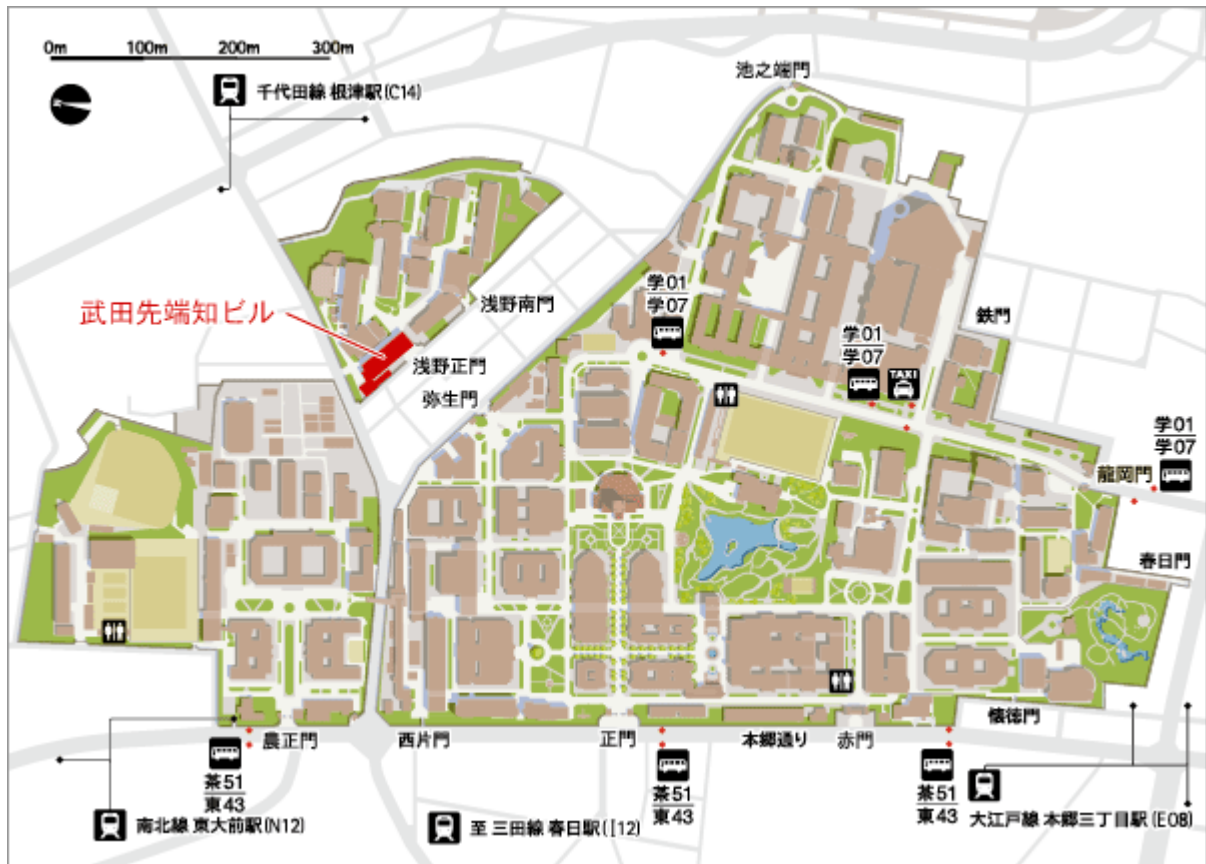 0m 100m 200m 300m
千代田線 根津駅(C14)
池之端門
学01
学07
浅野南門
武田先端知ビル
鉄門
学01
学07
TAXI
浅野正門
弥生門
学01
学07
龍岡門
春日門
懐徳門
農正門
西片門
正門
本郷通り
赤門
茶51
東43
茶51
東43
茶51
東43
南北線 東大前駅(N12)
至 三田線 春日駅(I12)
大江戸線 本郷三丁目駅(E08)